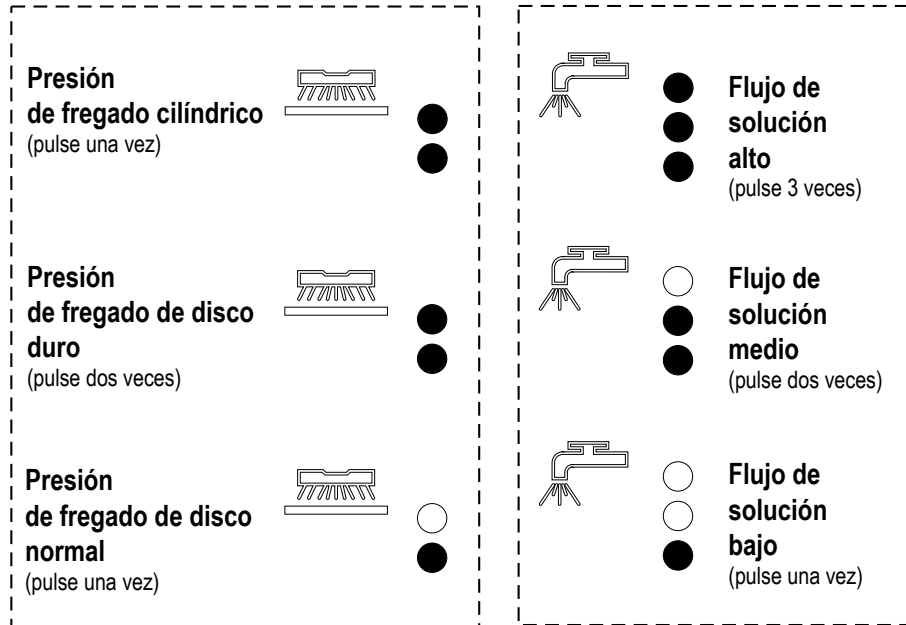 Presión
de fregado cilíndrico
(pulse una vez)
Presión
de fregado de disco
duro
(pulse dos veces)
Presión
de fregado de disco
normal
(pulse una vez)
Flujo de
solución
alto
(pulse 3 veces)
Flujo de
solución
medio
(pulse dos veces)
Flujo de
solución
bajo
(pulse una vez)